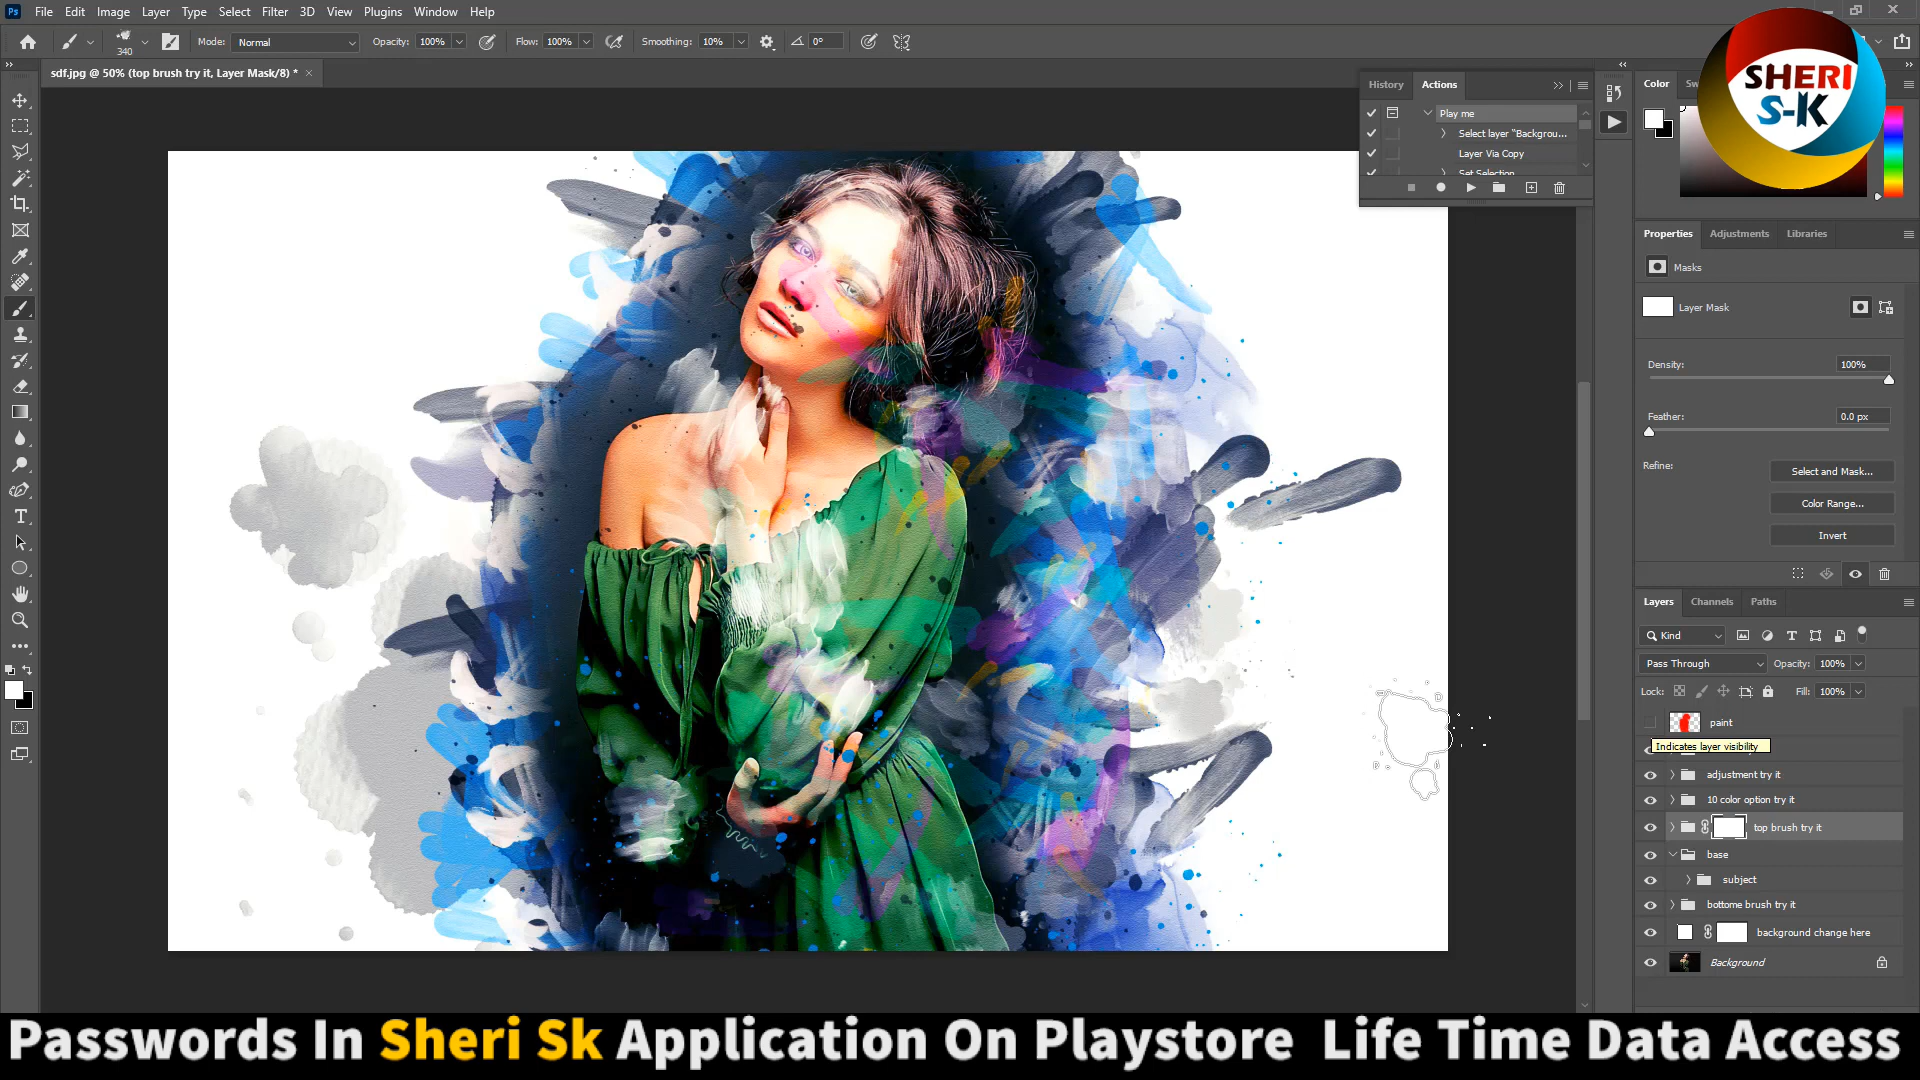 Ps File Edit Image Layer Type Select Filter 3D View Plugins Window Help
340 Mode: Normal Opacity: 100% Flow: 100% Smoothing: 10% 0°
sdf.jpg @ 50% (top brush try it, Layer Mask/8) *
SHERI
S-K
History Actions
Play me
Select layer "Backgrou...
Layer Via Copy
Set Selection
Color
Properties Adjustments Libraries
Masks
Layer Mask
Density: 100%
Feather: 0.0 px
Refine: Select and Mask...
Color Range...
Invert
Layers Channels Paths
Kind
Pass Through Opacity: 100%
Lock: Fill: 100%
paint
Indicates layer visibility
adjustment try it
10 color option try it
top brush try it
base
subject
bottome brush try it
background change here
Background
Passwords In Sheri Sk Application On Playstore Life Time Data Access